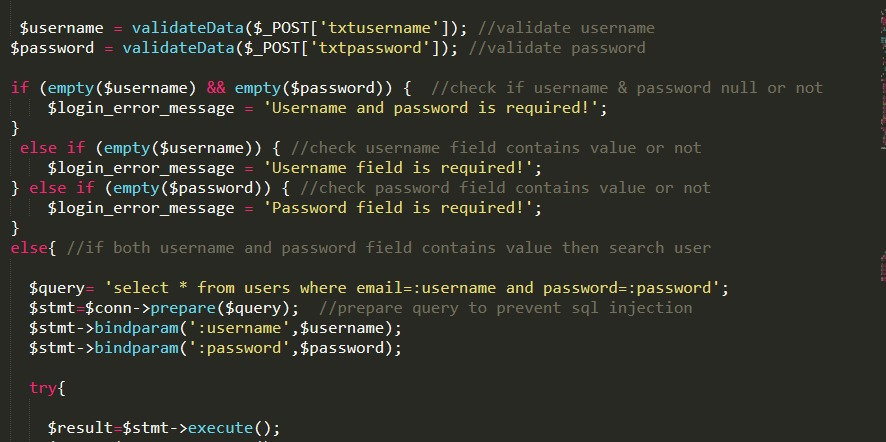 $username = validateData($_POST['txtusername']); //validate username
$password = validateData($_POST['txtpassword']); //validate password
if (empty($username) && empty($password)) {  //check if username & password null or not
$login_error_message = 'Username and password is required!';
}
else if (empty($username)) { //check username field contains value or not
$login_error_message = 'Username field is required!';
} else if (empty($password)) { //check password field contains value or not
$login_error_message = 'Password field is required!';
}
else{ //if both username and password field contains value then search user
$query= 'select * from users where email=:username and password=:password';
$stmt=$conn->prepare($query);  //prepare query to prevent sql injection
$stmt->bindparam(':username',$username);
$stmt->bindparam(':password',$password);
try{
$result=$stmt->execute();